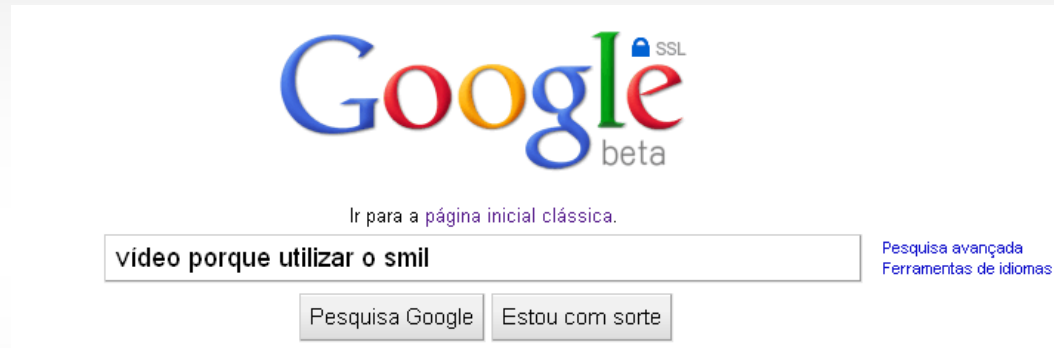 Google SSL
beta
Ir para a página inicial clássica.
vídeo porque utilizar o smil
Pesquisa avançada
Ferramentas de idiomas
Pesquisa Google Estou com sorte